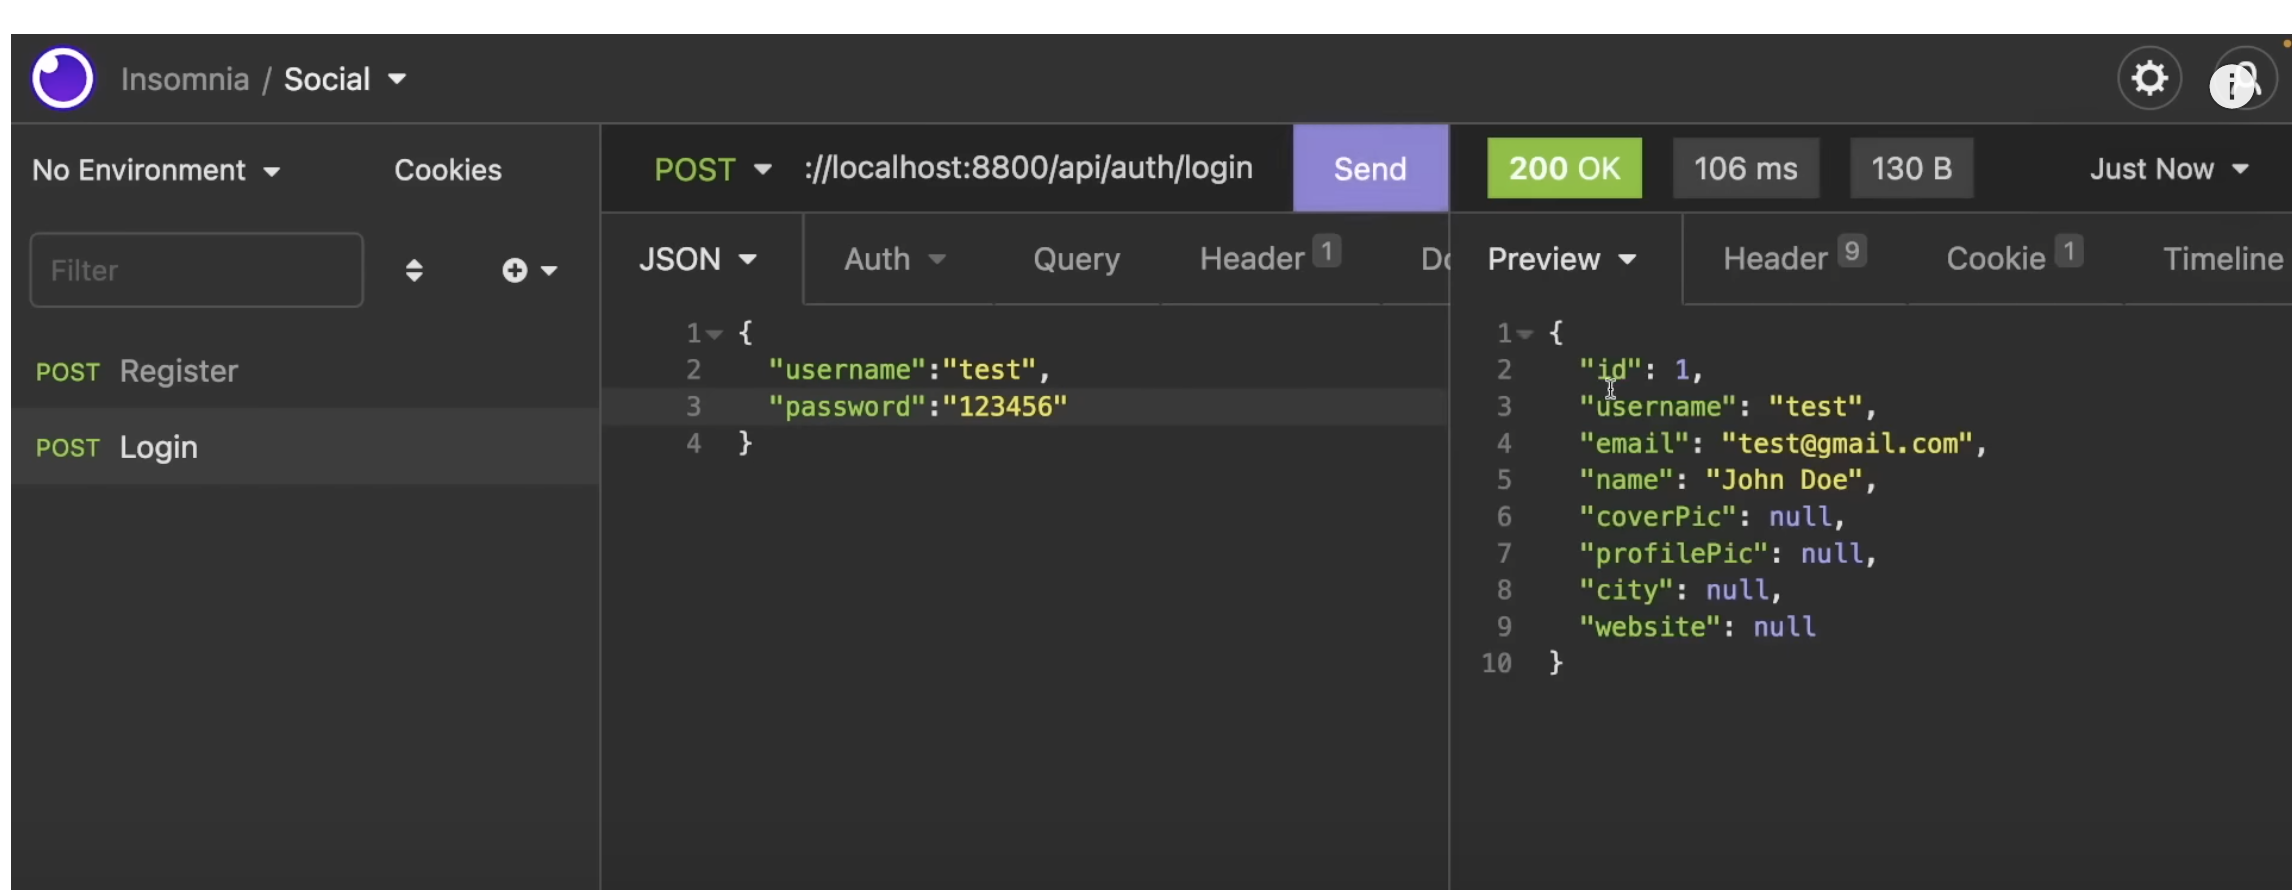 Insomnia / Social
No Environment
Cookies
Filter
POST Register
POST Login
POST ://localhost:8800/api/auth/login Send
JSON Auth Query Header 1
1 {
2 "username":"test",
3 "password":"123456"
4 }
200 OK 106 ms 130 B Just Now
Preview Header 9 Cookie 1 Timeline
1 {
2 "id": 1,
3 "username": "test",
4 "email": "test@gmail.com",
5 "name": "John Doe",
6 "coverPic": null,
7 "profilePic": null,
8 "city": null,
9 "website": null
10 }